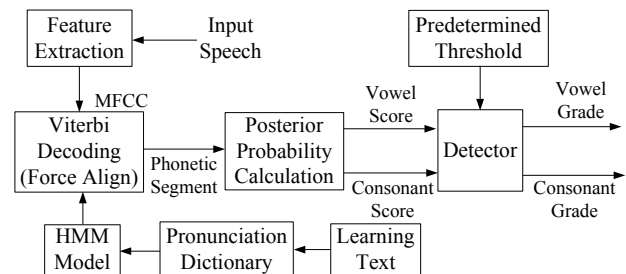 Feature
Extraction
Input
Speech
Predetermined
Threshold
MFCC
Viterbi
Decoding
(Force Align)
Phonetic
Segment
Posterior
Probability
Calculation
Vowel
Score
Consonant
Score
Detector
Vowel
Grade
Consonant
Grade
HMM
Model
Pronunciation
Dictionary
Learning
Text